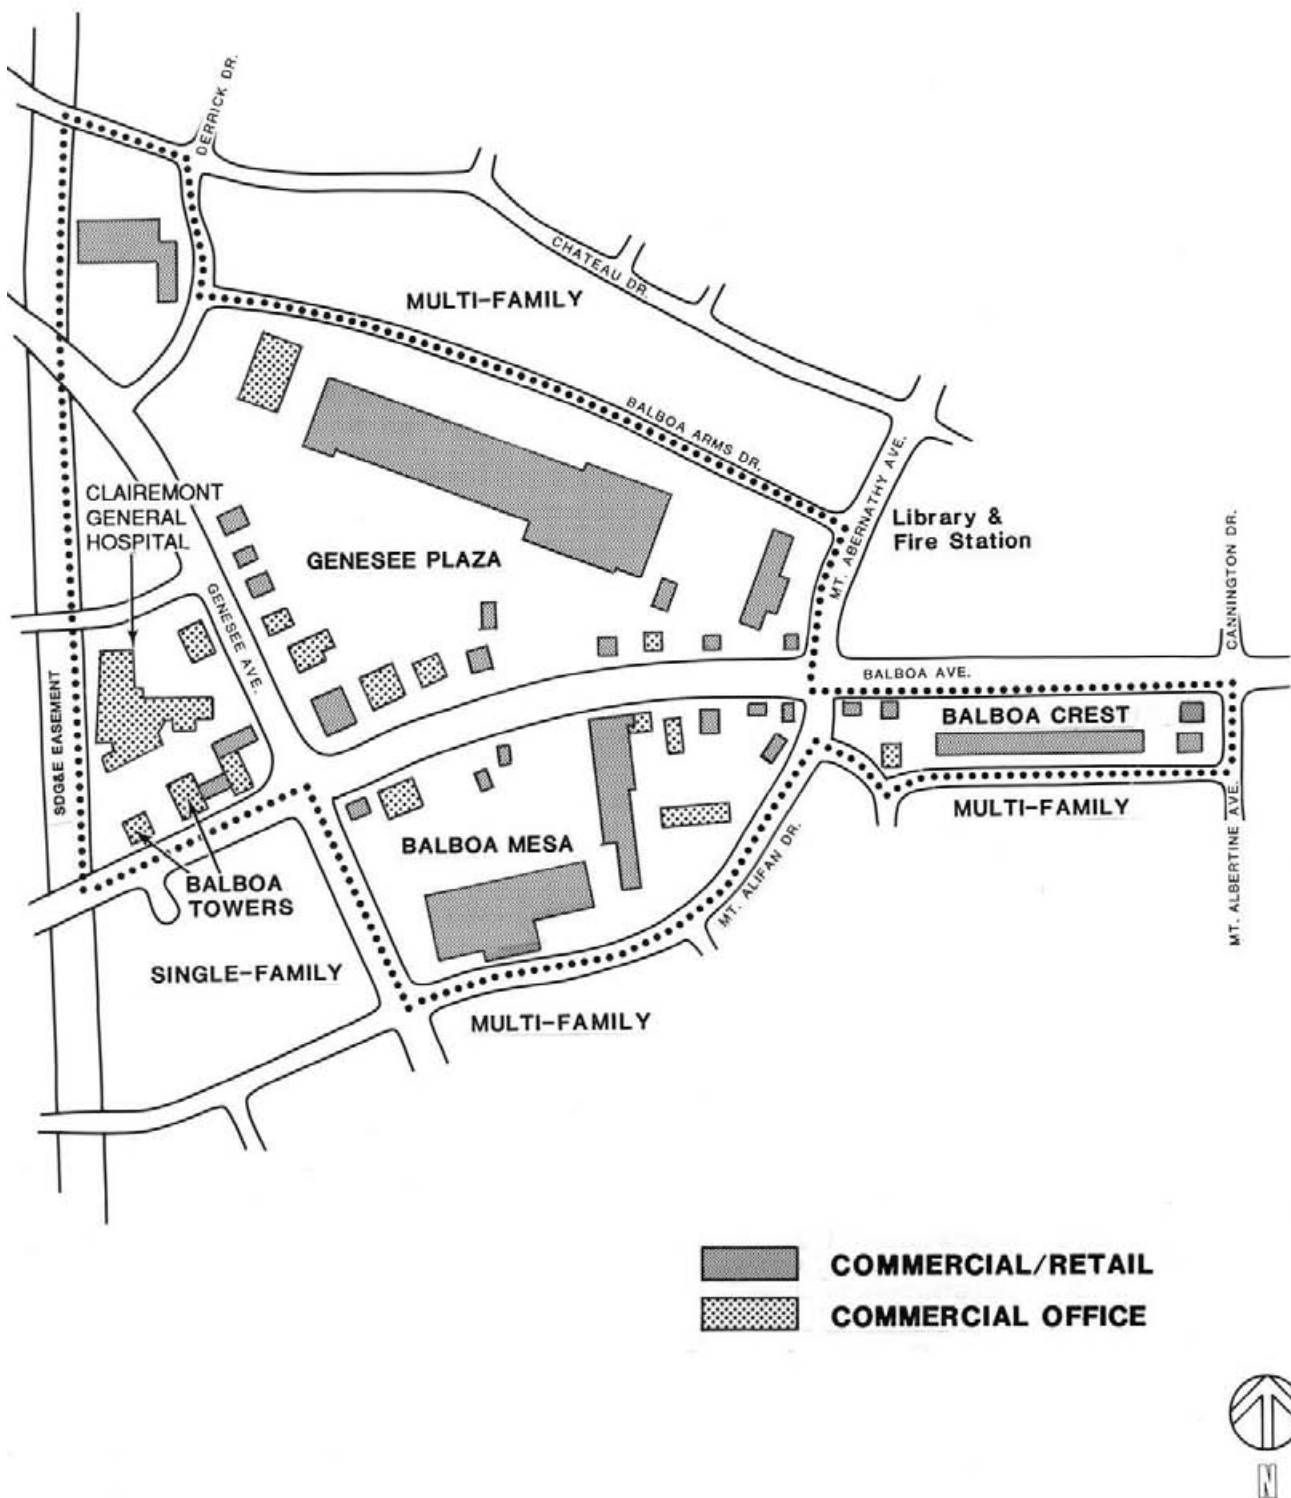 DERRICK DR.
CHATEAU DR.
MULTI-FAMILY
BALBOA ARMS DR.
MT. ABERNATHY AVE.
CLAIREMONT
GENERAL
HOSPITAL
Library &
Fire Station
CANNINGTON DR.
GENESEE PLAZA
GENESEE AVE.
BALBOA AVE.
SDG&E EASEMENT
BALBOA CREST
MULTI-FAMILY
BALBOA MESA
MT. ALIFAN DR.
MT. ALBERTINE AVE.
BALBOA
TOWERS
SINGLE-FAMILY
MULTI-FAMILY
COMMERCIAL/RETAIL
COMMERCIAL OFFICE
N